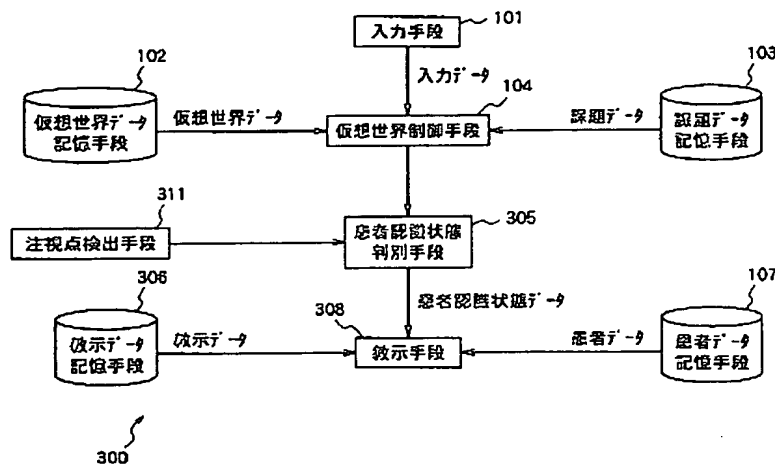 101
入力手段
102
103
入力データ
104
仮想世界データ
記憶手段
仮想世界データ
仮想世界制御手段
課題データ
課題データ
記憶手段
311
305
注視点検出手段
患者認識状態
判別手段
306
患者認識状態データ
107
308
教示データ
記憶手段
教示データ
教示手段
患者データ
患者データ
記憶手段
300